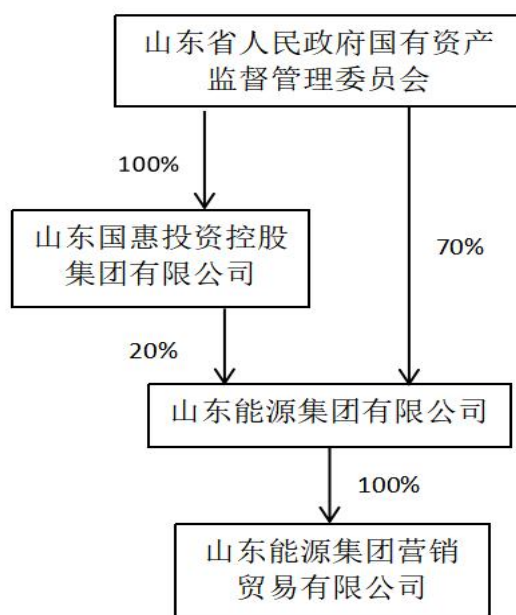 山东省人民政府国有资产
监督管理委员会
100%
山东国惠投资控股
集团有限公司
70%
20%
山东能源集团有限公司
100%
山东能源集团营销
贸易有限公司